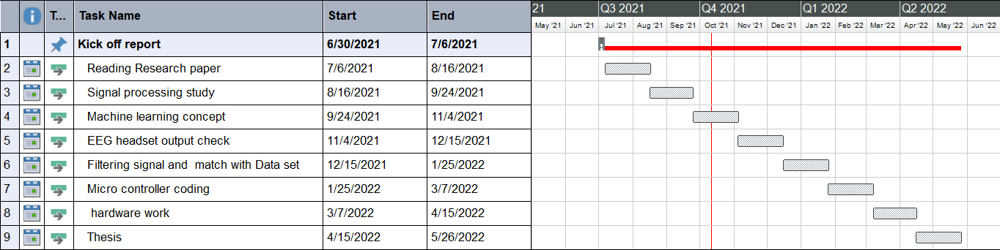 T... Task Name Start End 21 Q3 2021 Q4 2021 Q1 2022 Q2 2022
May '21 Jun '21 Jul '21 Aug '21 Sep '21 Oct '21 Nov '21 Dec '21 Jan '22 Feb '22 Mar '22 Apr '22 May '22 Jun '22
1 Kick off report 6/30/2021 7/6/2021
2 Reading Research paper 7/6/2021 8/16/2021
3 Signal processing study 8/16/2021 9/24/2021
4 Machine learning concept 9/24/2021 11/4/2021
5 EEG headset output check 11/4/2021 12/15/2021
6 Filtering signal and match with Data set 12/15/2021 1/25/2022
7 Micro controller coding 1/25/2022 3/7/2022
8 hardware work 3/7/2022 4/15/2022
9 Thesis 4/15/2022 5/26/2022